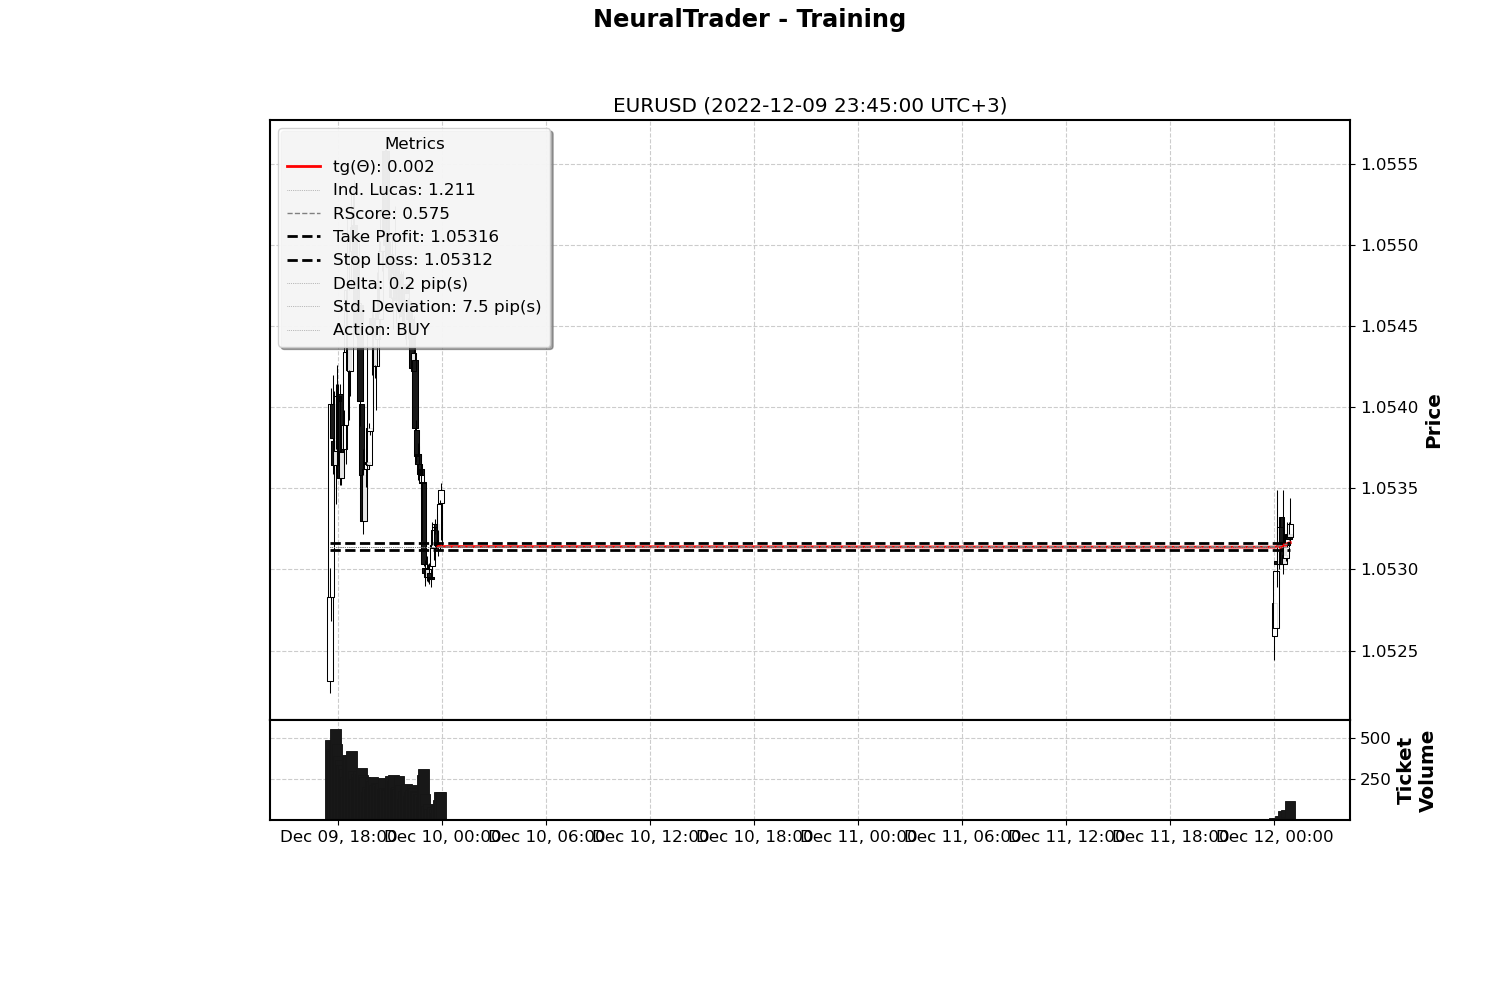 NeuralTrader - Training
EURUSD (2022-12-09 23:45:00 UTC+3)
Metrics
tg(Θ): 0.002
Ind. Lucas: 1.211
RScore: 0.575
Take Profit: 1.05316
Stop Loss: 1.05312
Delta: 0.2 pip(s)
Std. Deviation: 7.5 pip(s)
Action: BUY
1.0555
1.0550
1.0545
1.0540
1.0535
1.0530
1.0525
Price
500
250
Ticket
Volume
Dec 09, 18:00
Dec 10, 00:00
Dec 10, 06:00
Dec 10, 12:00
Dec 10, 18:00
Dec 11, 00:00
Dec 11, 06:00
Dec 11, 12:00
Dec 11, 18:00
Dec 12, 00:00